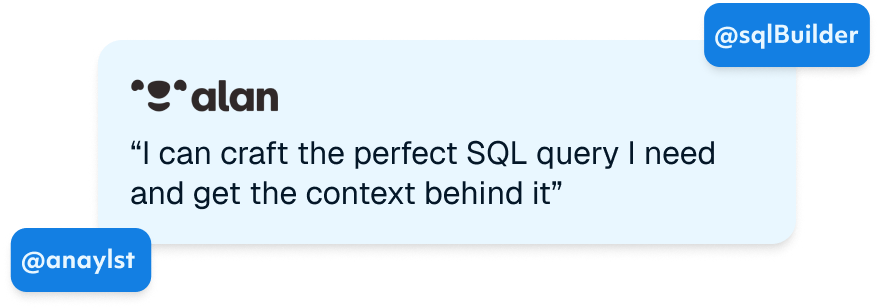 @sqlBuilder
alan
“I can craft the perfect SQL query I need
and get the context behind it”
@anaylst